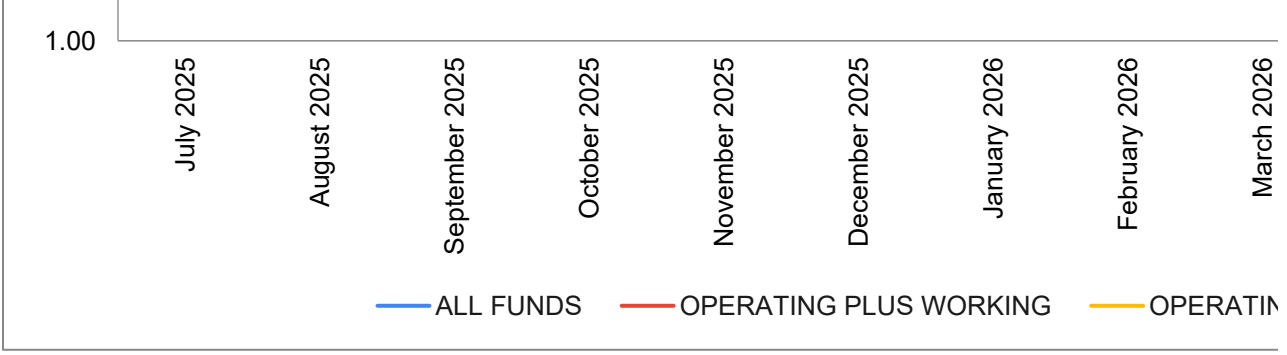 1.00
July 2025
August 2025
September 2025
October 2025
November 2025
December 2025
January 2026
February 2026
March 2026
ALL FUNDS OPERATING PLUS WORKING